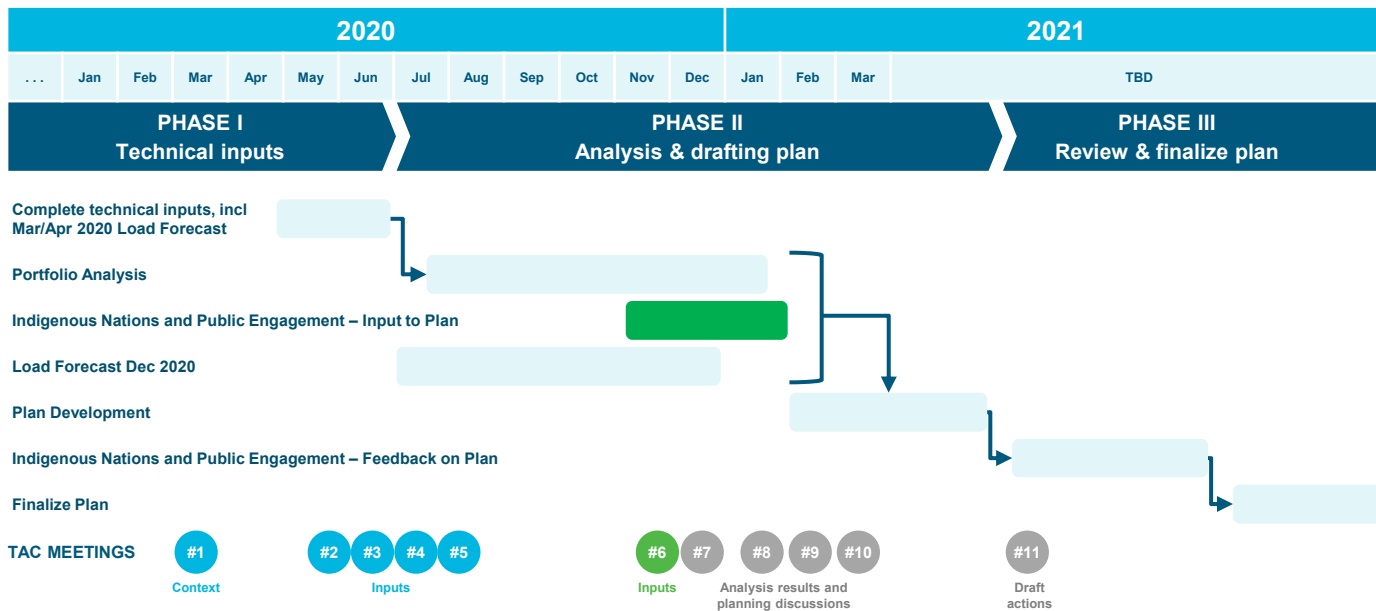 2020
2021
. . . Jan Feb Mar Apr May Jun Jul Aug Sep Oct Nov Dec Jan Feb Mar TBD
PHASE I
Technical inputs
PHASE II
Analysis & drafting plan
PHASE III
Review & finalize plan
Complete technical inputs, incl
Mar/Apr 2020 Load Forecast
Portfolio Analysis
Indigenous Nations and Public Engagement – Input to Plan
Load Forecast Dec 2020
Plan Development
Indigenous Nations and Public Engagement – Feedback on Plan
Finalize Plan
TAC MEETINGS #1 #2 #3 #4 #5 #6 #7 #8 #9 #10 #11
Context
Inputs
Inputs
Analysis results and
planning discussions
Draft
actions